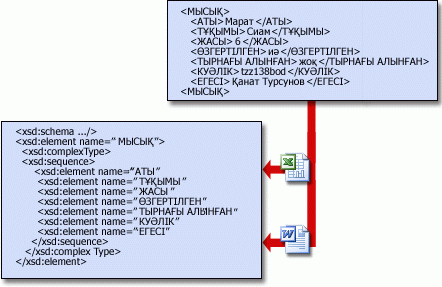 <МЫСЫҚ>
<АТЫ> Марат </АТЫ>
<ТҰҚЫМЫ> Сиам </ТҰҚЫМЫ>
<ЖАСЫ> 6 </ЖАСЫ>
<ӨЗГЕРТІЛГЕН> иә </ӨЗГЕРТІЛГЕН>
<ТЫРНАҒЫ АЛЫНҒАН> жоқ </ТЫРНАҒЫ АЛЫНҒАН>
<КУӘЛІК> tzz138bod </КУӘЛІК>
<ЕГЕСІ> Қанат Турсунов </ЕГЕСІ>
<МЫСЫҚ>
<xsd:schema .../>
<xsd:element name=" МЫСЫҚ">
<xsd:complexType>
<xsd:sequence>
<xsd:element name="АТЫ"
<xsd:element name="ТҰҚЫМЫ "
<xsd:element name="ЖАСЫ "
<xsd:element name="ӨЗГЕРТІЛГЕН"
<xsd:element name="ТЫРНАҒЫ АЛЫНҒАН"
<xsd:element name="КУӘЛІК"
<xsd:element name="ЕГЕСІ"
</xsd:sequence>
</xsd:complex Type>
</xsd:element>